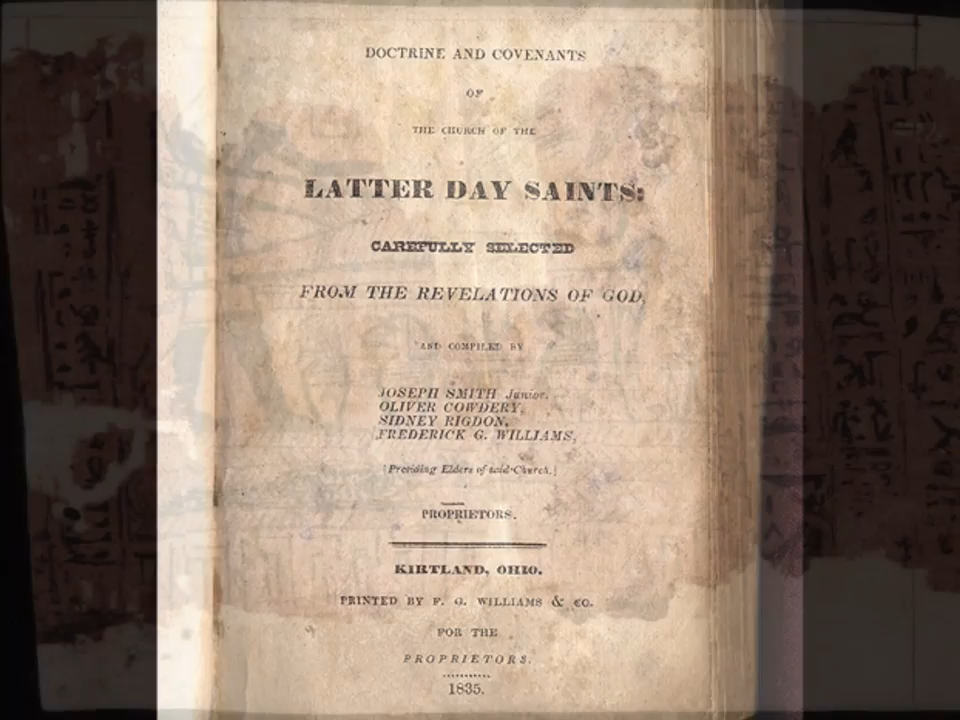 DOCTRINE AND COVENANTS
OF
THE CHURCH OF THE
LATTER DAY SAINTS:
CAREFULLY SELECTED
FROM THE REVELATIONS OF GOD,
AND COMPILED BY
JOSEPH SMITH Junior.
OLIVER COWDERY,
SIDNEY RIGDON,
FREDERICK G. WILLIAMS,
[Presiding Elders of said Church.]
PROPRIETORS.
KIRTLAND, OHIO.
PRINTED BY F. G. WILLIAMS & CO.
FOR THE
PROPRIETORS.
1835.